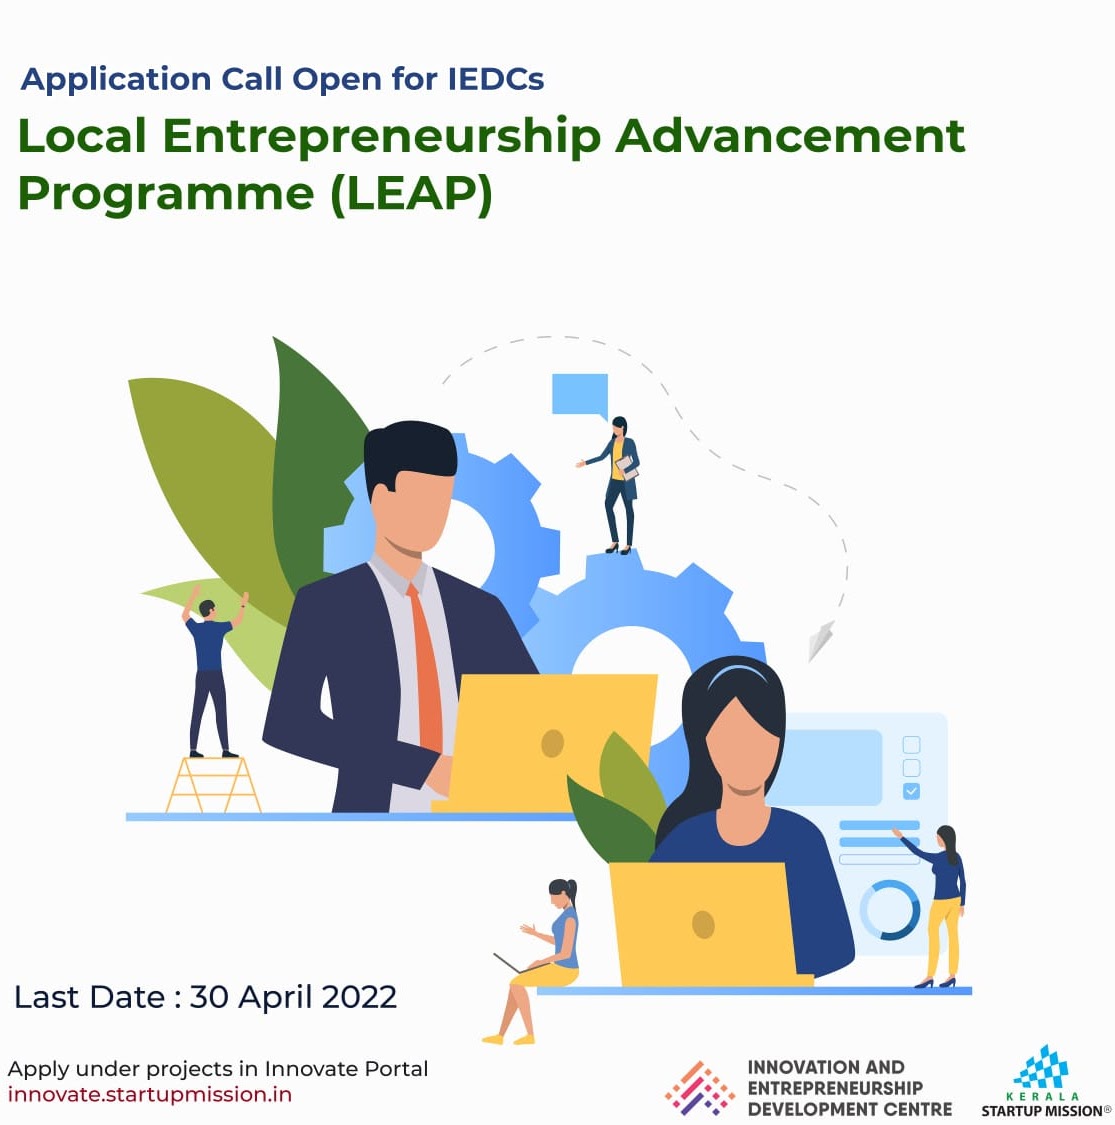 Application Call Open for IEDCs
Local Entrepreneurship Advancement
Programme (LEAP)
Last Date : 30 April 2022
Apply under projects in Innovate Portal
innovate.startupmission.in
INNOVATION AND
ENTREPRENEURSHIP
DEVELOPMENT CENTRE
KERALA
STARTUP MISSION®